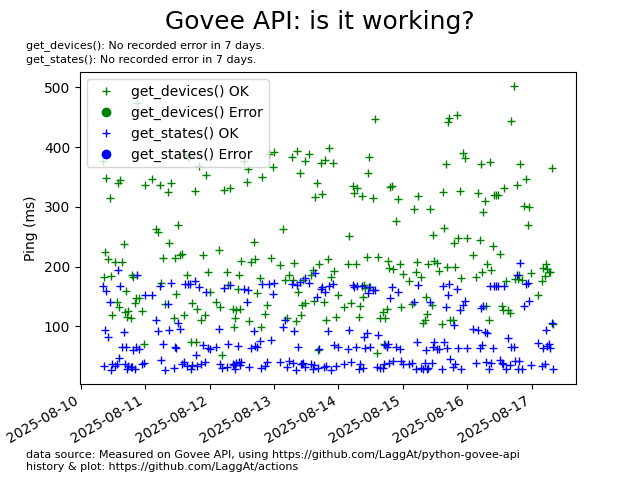 Govee API: is it working?
get_devices(): No recorded error in 7 days.
get_states(): No recorded error in 7 days.
get_devices() OK
get_devices() Error
get_states() OK
get_states() Error
Ping (ms)
500
400
300
200
100
2025-08-10
2025-08-11
2025-08-12
2025-08-13
2025-08-14
2025-08-15
2025-08-16
2025-08-17
data source: Measured on Govee API, using https://github.com/LaggAt/python-govee-api
history & plot: https://github.com/LaggAt/actions